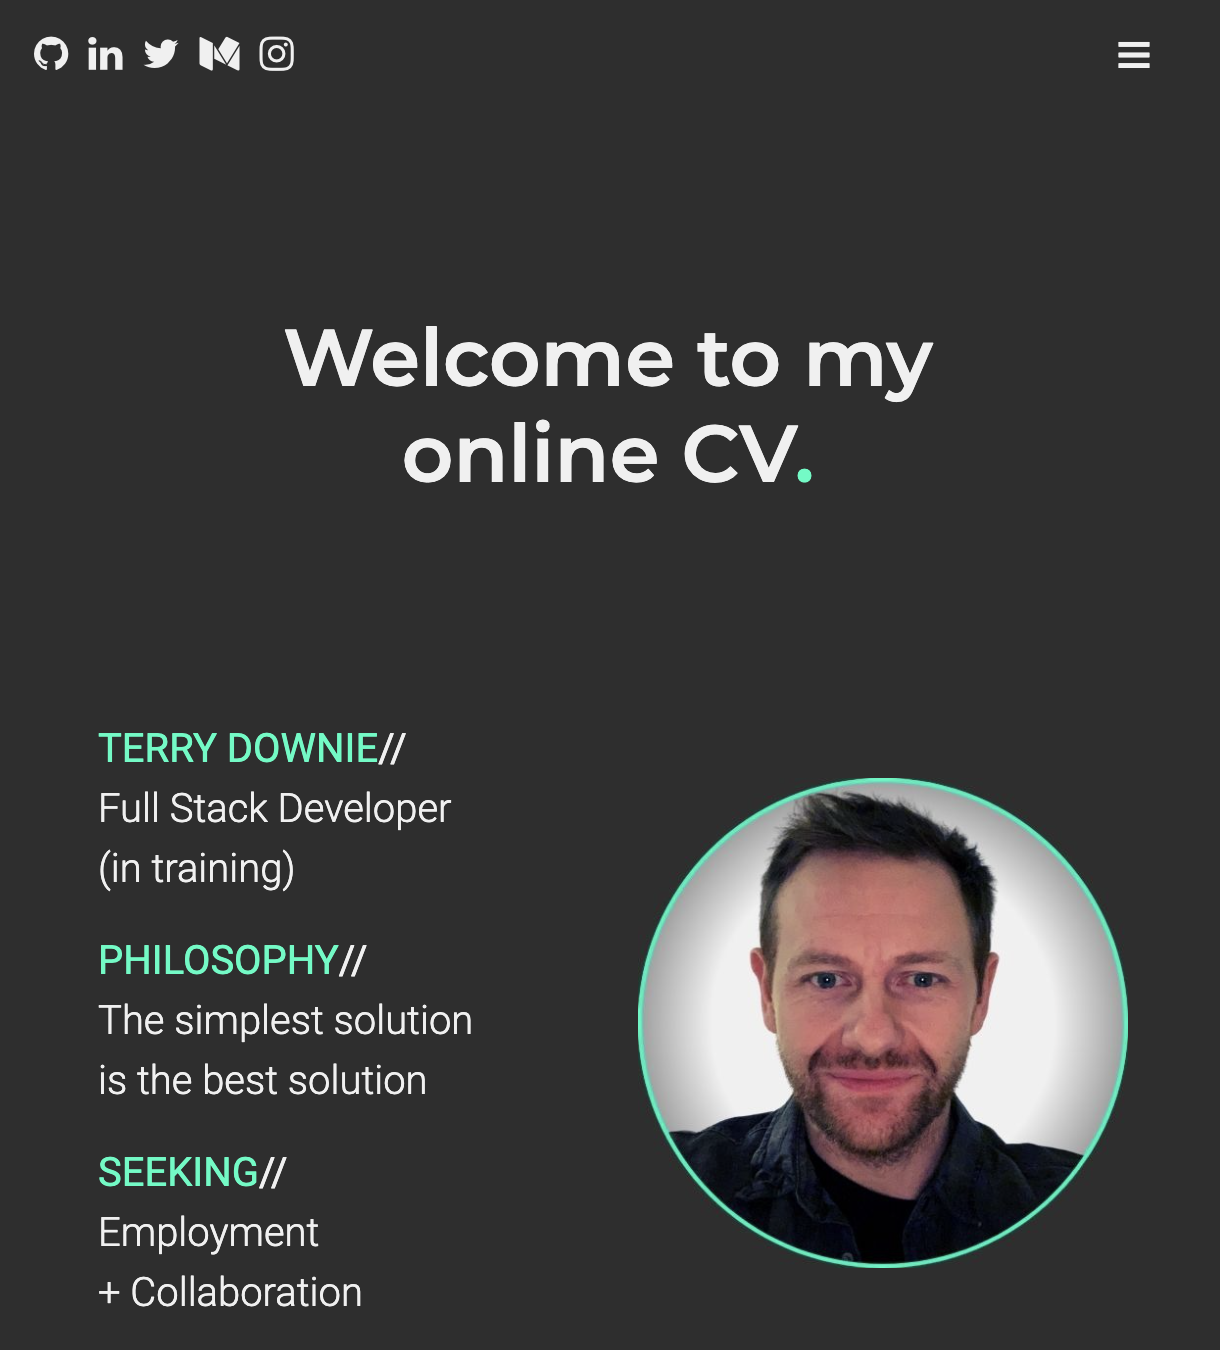 Welcome to my
online CV.
TERRY DOWNIE//
Full Stack Developer
(in training)
PHILOSOPHY//
The simplest solution
is the best solution
SEEKING//
Employment
+ Collaboration